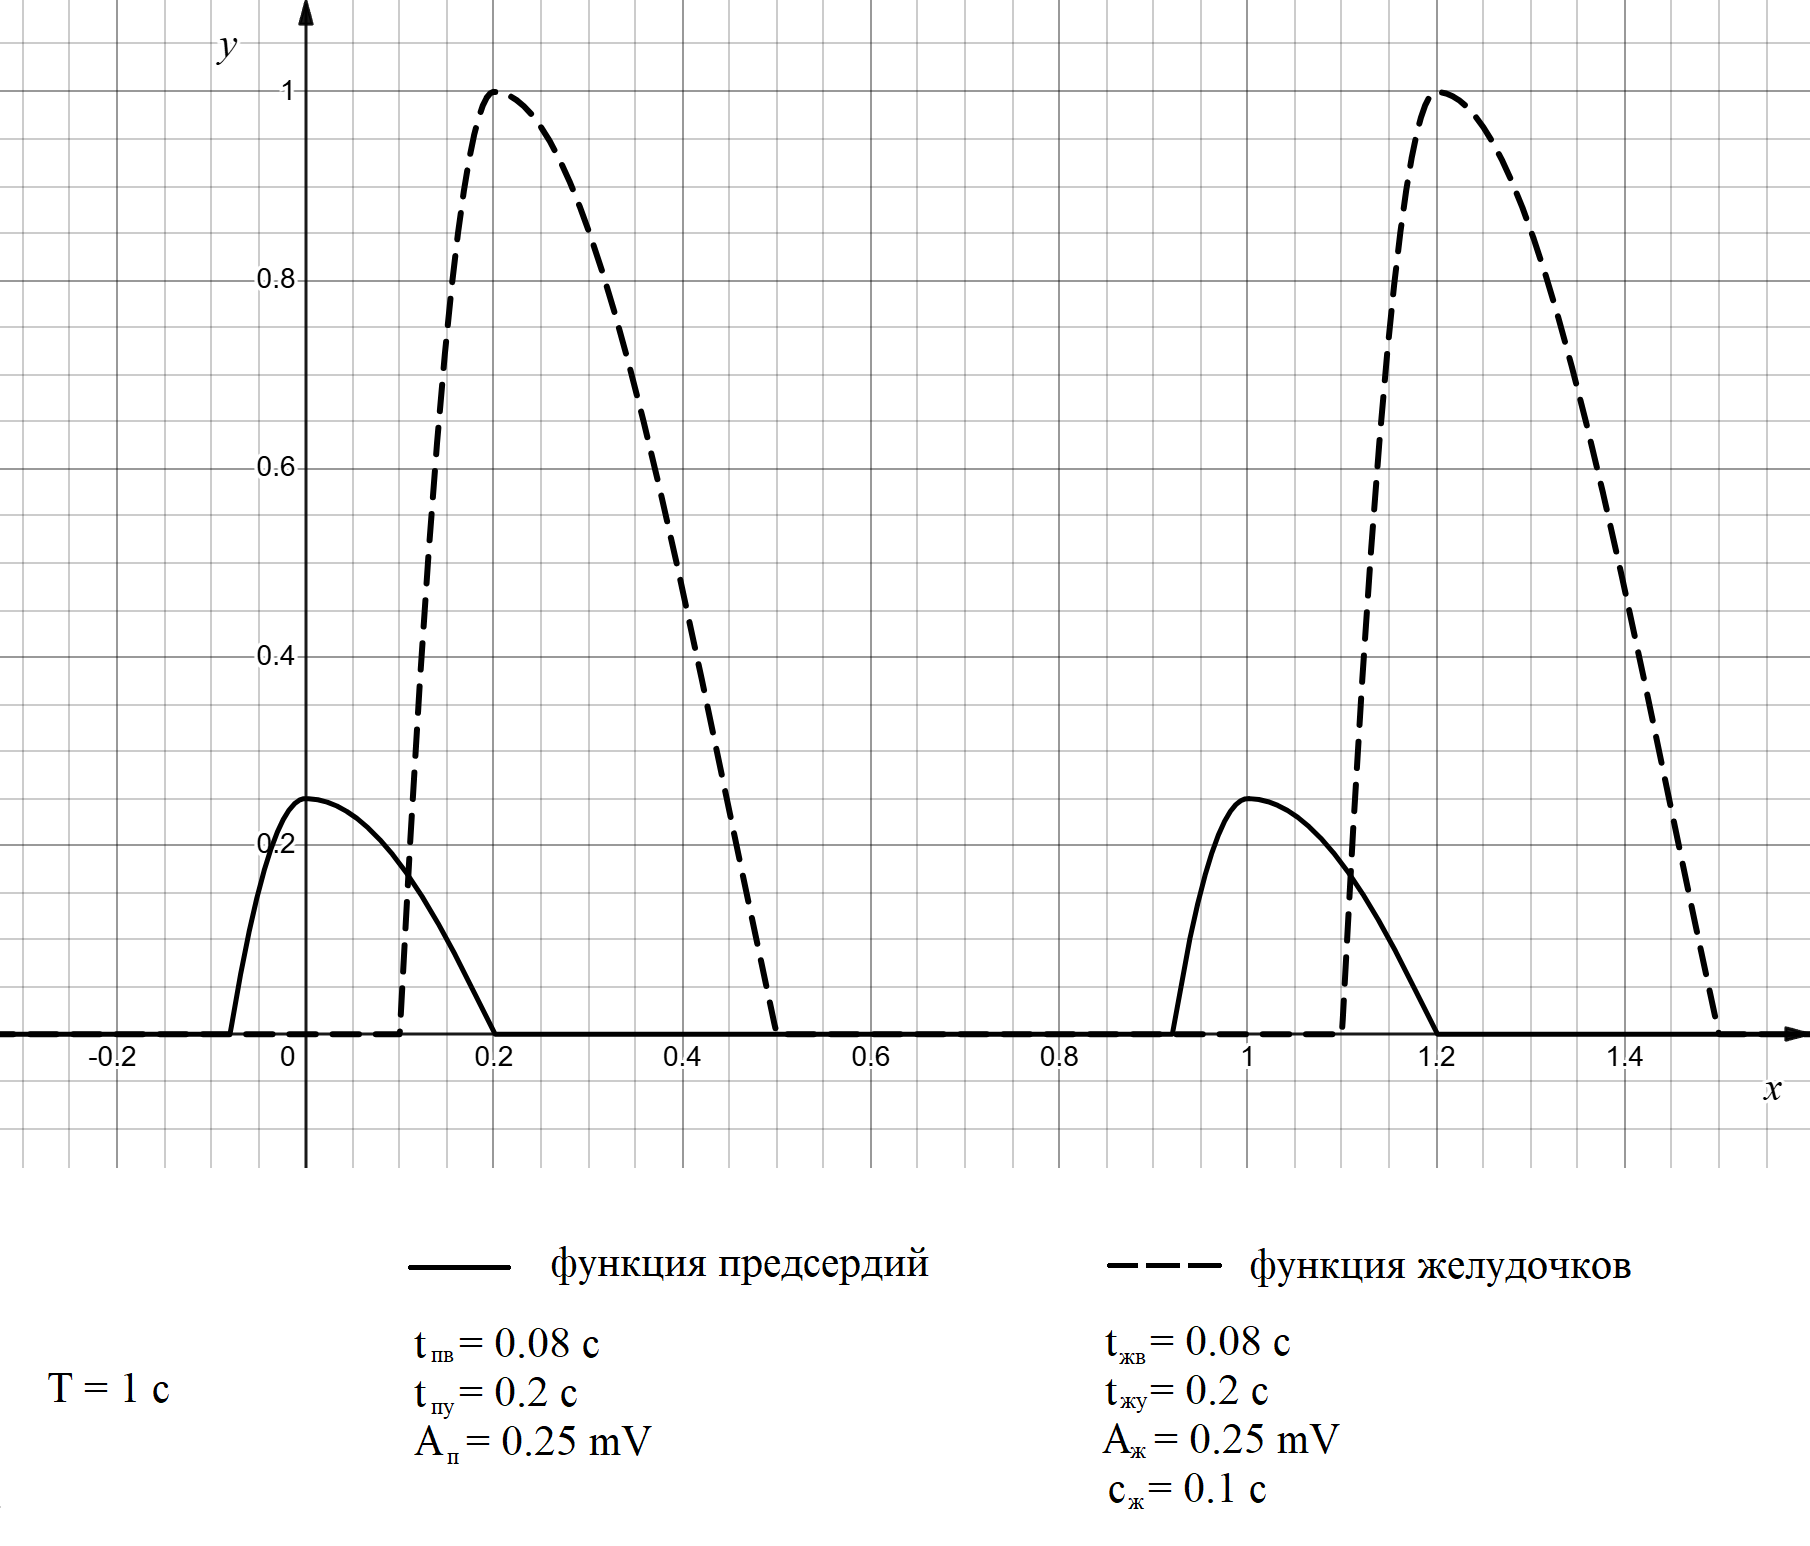 y
1
0.8
0.6
0.4
0.2
-0.2 0 0.2 0.4 0.6 0.8 1 1.2 1.4
x
функция предсердий функция желудочков
tпв = 0.08 с tжв = 0.08 с
T = 1 с tпу = 0.2 с tжу = 0.2 с
Aп = 0.25 mV Aж = 0.25 mV
cж = 0.1 с